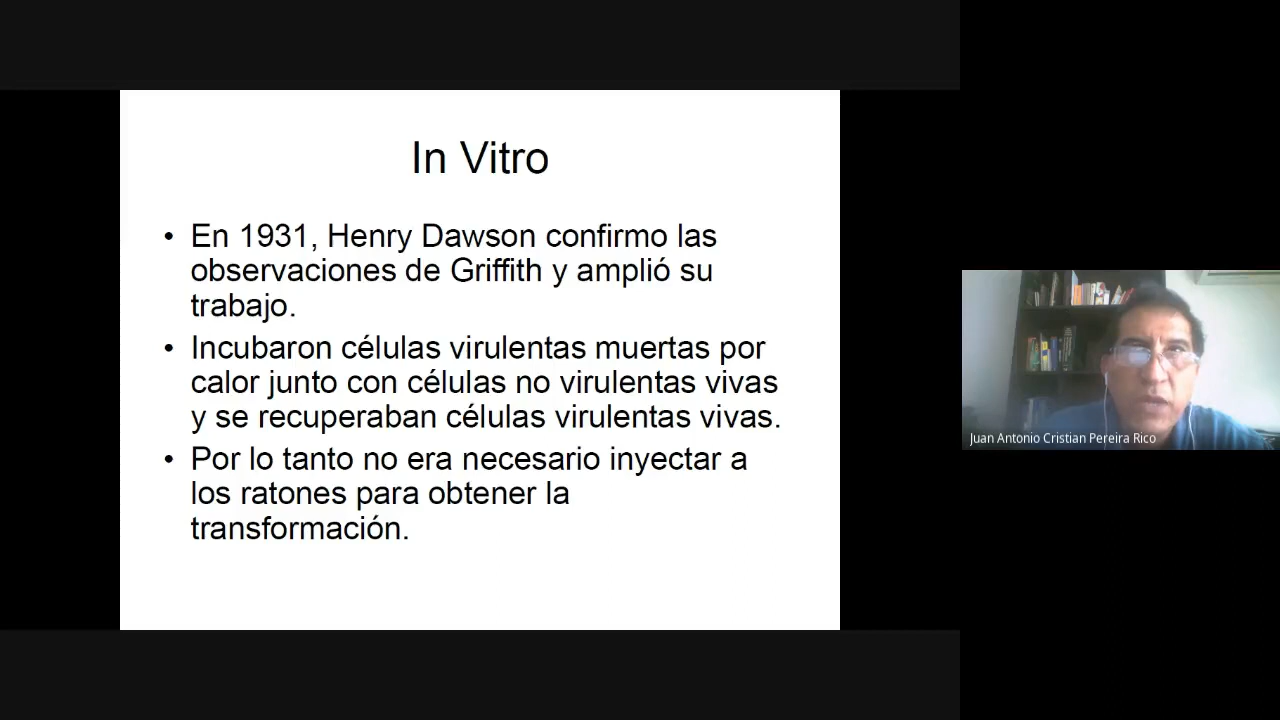 In Vitro
• En 1931, Henry Dawson confirmo las
observaciones de Griffith y amplió su
trabajo.
• Incubaron células virulentas muertas por
calor junto con células no virulentas vivas
y se recuperaban células virulentas vivas.
• Por lo tanto no era necesario inyectar a
los ratones para obtener la
transformación.
Juan Antonio Cristian Pereira Rico